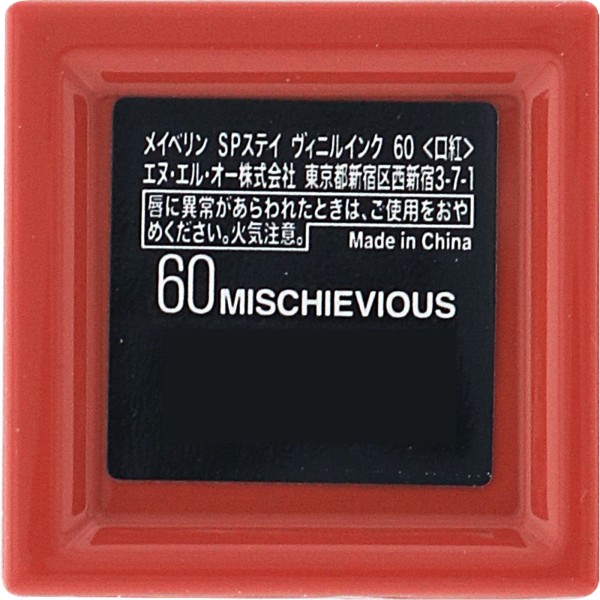 メイベリン SPステイ ヴィニルインク 60 <口紅>
エヌ・エル・オー株式会社 東京都新宿区西新宿3-7-1
唇に異常があらわれたときは、ご使用をおや
めください。火気注意。 Made in China
60 MISCHIEVIOUS